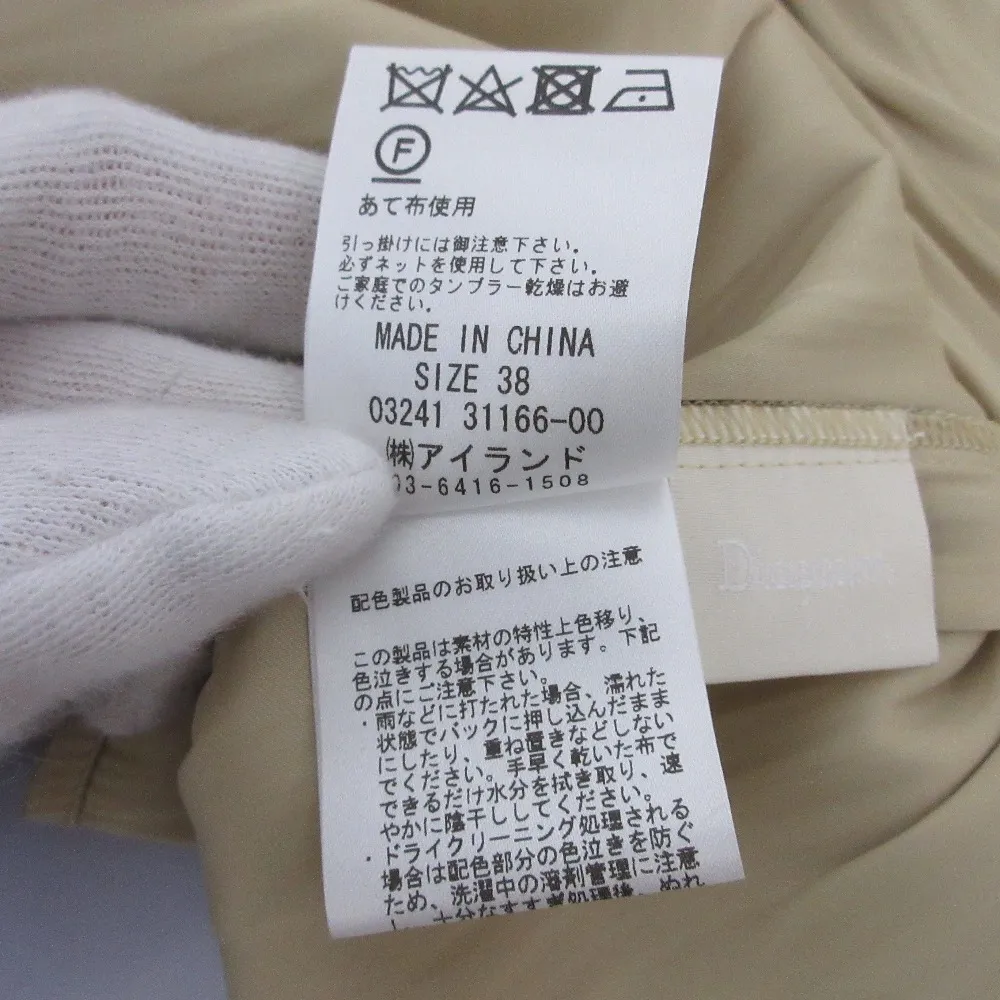 F
あて布使用
引っ掛けには御注意下さい。
必ずネットを使用して下さい。
ご家庭でのタンブラー乾燥はお避
けください。
MADE IN CHINA
SIZE 38
03241 31166-00
㈱アイランド
03-6416-1508
配色製品のお取り扱い上の注意
この製品は素材の特性上色移り、
色泣きする場合があります。下記
の点にご注意下さい。
・雨などに打たれた場合、濡れた
状態でバックに押し込んだまま
にしたり、重ね置きなどしない
でください。手早く乾いた布で
できるだけ水分を拭き取り、速
やかに陰干ししてください。
・ドライクリーニング処理される
場合は配色部分の色泣きを防ぐ
ため、洗濯中の溶剤管理に注意
し、十分なすすぎ処理後、ぬれ